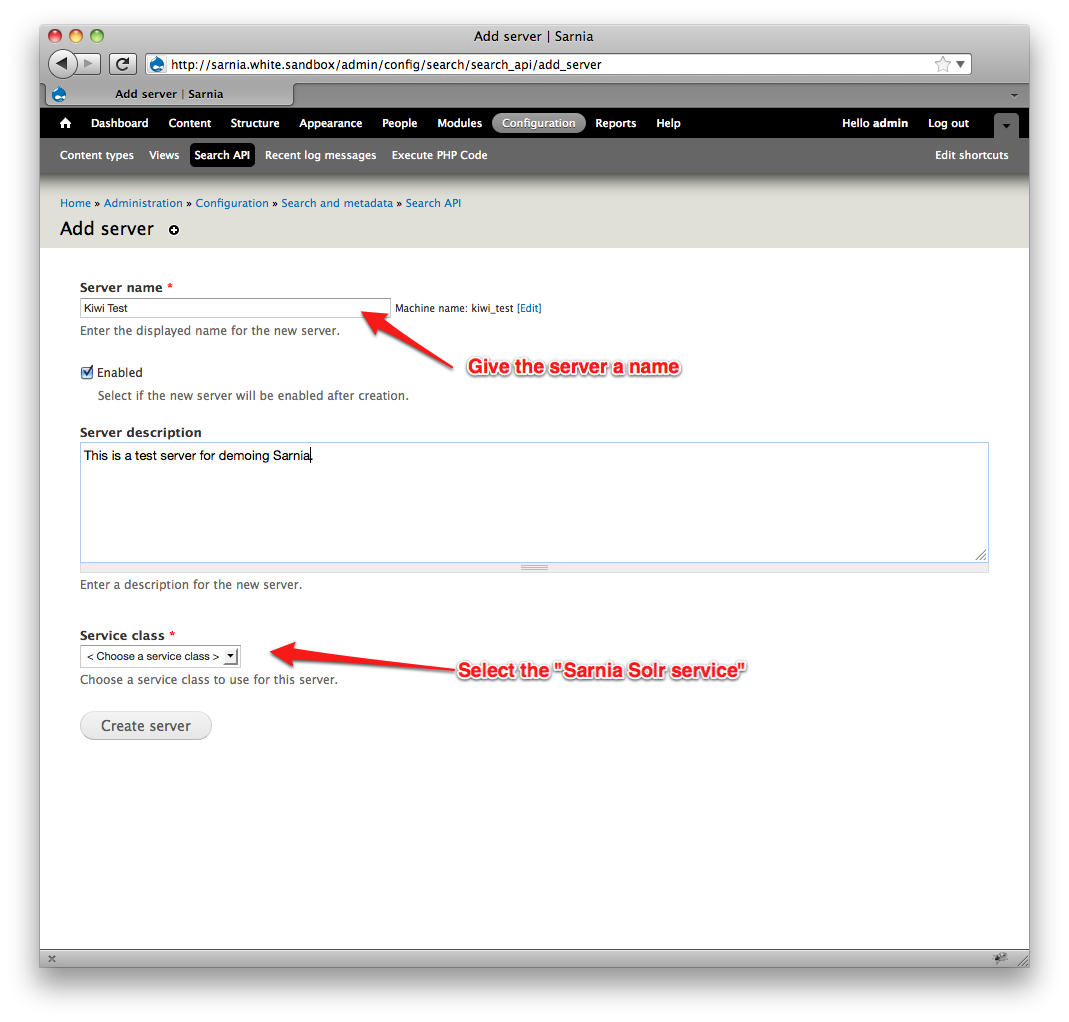 Add server | Sarnia
http://sarnia.white.sandbox/admin/config/search/search_api/add_server
Add server | Sarnia
Dashboard Content Structure Appearance People Modules Configuration Reports Help Hello admin Log out
Content types Views Search API Recent log messages Execute PHP Code Edit shortcuts
Home » Administration » Configuration » Search and metadata » Search API
Add server
Server name *
Kiwi Test Machine name: kiwi_test [Edit]
Enter the displayed name for the new server.
Give the server a name
Enabled
Select if the new server will be enabled after creation.
Server description
This is a test server for demoing Sarnia.
Enter a description for the new server.
Service class *
< Choose a service class >
Select the "Sarnia Solr service"
Choose a service class to use for this server.
Create server